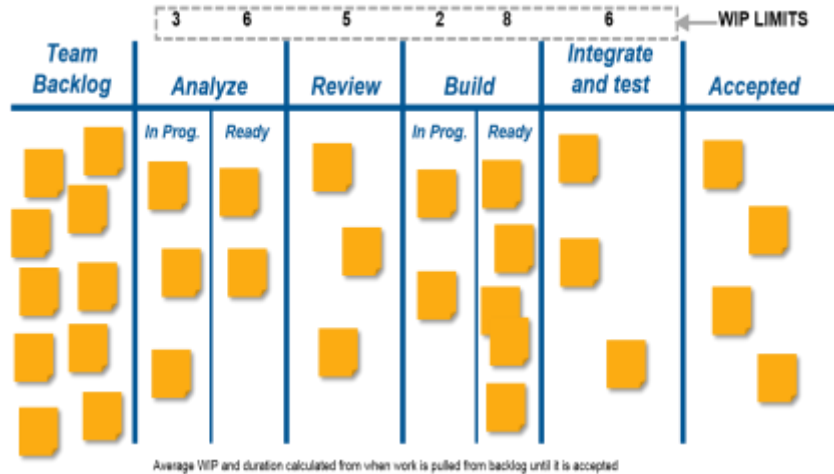 3 6 5 2 8 6 WIP LIMITS
Team Backlog
Analyze
Review
Build
Integrate and test
Accepted
In Prog. Ready In Prog. Ready
Average WIP and duration calculated from when work is pulled from backlog until it is accepted